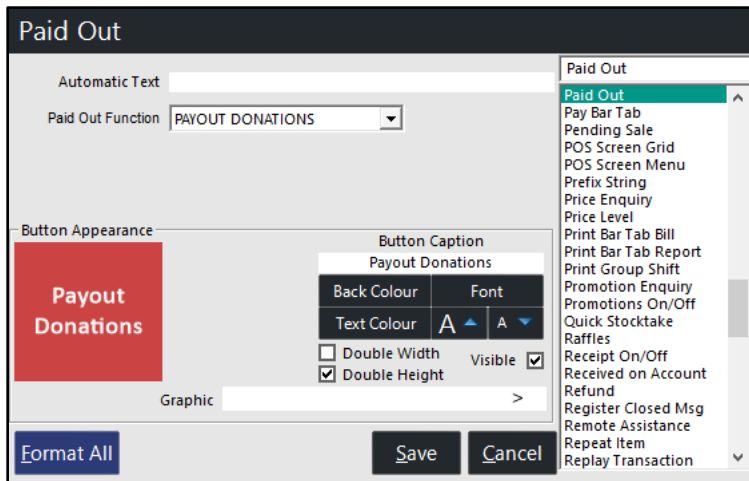 Paid Out
Automatic Text
Paid Out Function
PAYOUT DONATIONS
Button Appearance
Payout
Donations
Button Caption
Payout Donations
Back Colour
Font
Text Colour
A
A
Double Width
Double Height
Visible
Graphic
>
Format All
Save
Cancel
Paid Out
Paid Out
Pay Bar Tab
Pending Sale
POS Screen Grid
POS Screen Menu
Prefix String
Price Enquiry
Price Level
Print Bar Tab Bill
Print Bar Tab Report
Print Group Shift
Promotion Enquiry
Promotions On/Off
Quick Stocktake
Raffles
Receipt On/Off
Received on Account
Refund
Register Closed Msg
Remote Assistance
Repeat Item
Replay Transaction